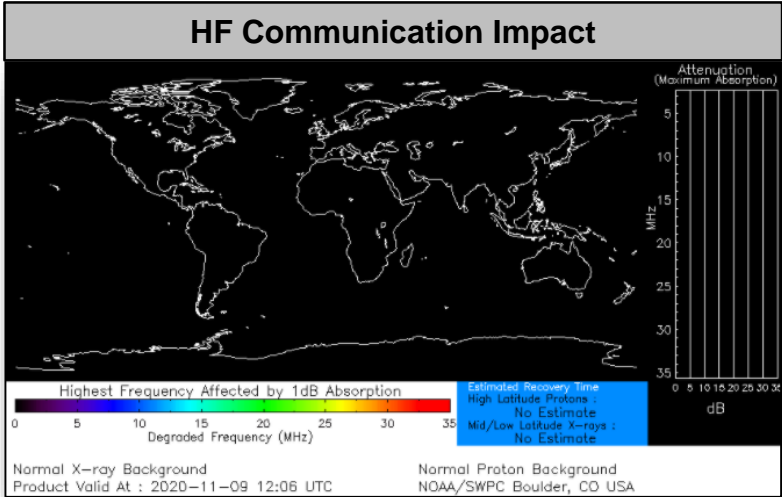 HF Communication Impact
Attenuation
(Maximum Absorption)
5
10
15
20
25
30
35
MHz
0 5 10 15 20 25 30 35
dB
Highest Frequency Affected by 1dB Absorption
0 5 10 15 20 25 30 35
Degraded Frequency (MHz)
Estimated Recovery Time
High Latitude Protons :
No Estimate
Mid/Low Latitude X-rays :
No Estimate
Normal X-ray Background
Normal Proton Background
Product Valid At : 2020-11-09 12:06 UTC
NOAA/SWPC Boulder, CO USA